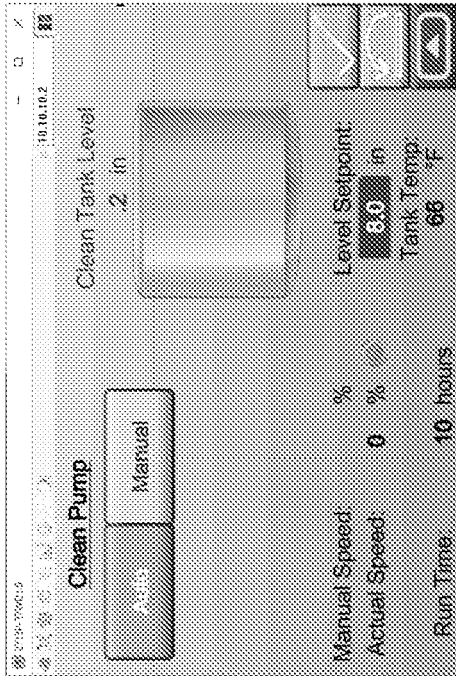 10.10.10.2
Clean Pump
Clean Tank Level
Auto
Manual
.2 in
Manual Speed
%
Level Setpoint:
Actual Speed:
0 %
8.0 in
Tank Temp:
Run Time
10 hours
66 °F